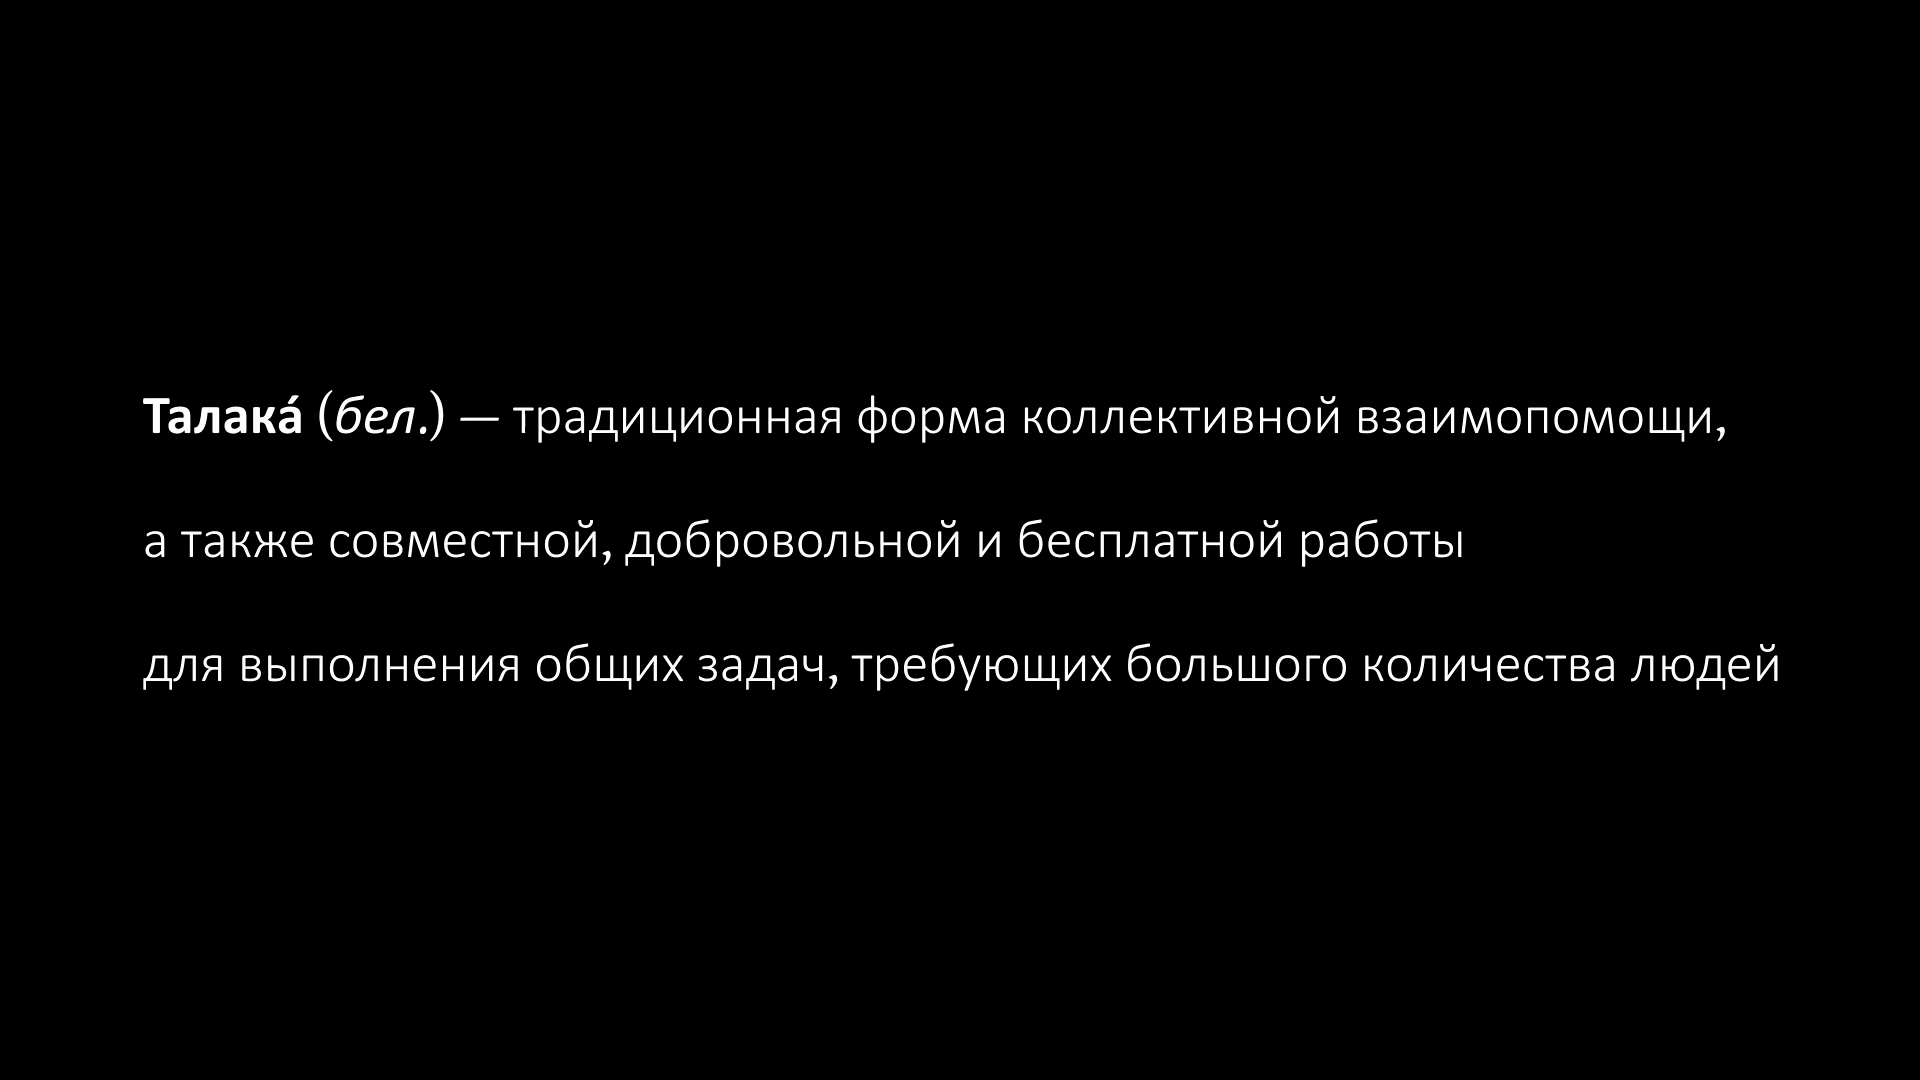 Талака́ (бел.) — традиционная форма коллективной взаимопомощи,
а также совместной, добровольной и бесплатной работы
для выполнения общих задач, требующих большого количества людей